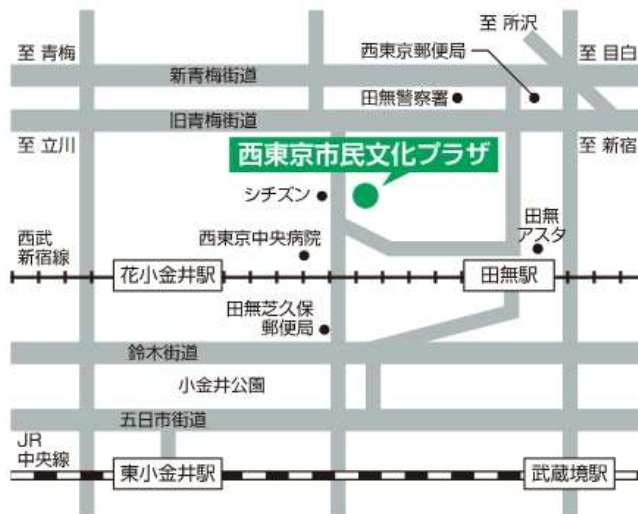 至 所沢
至 青梅
西東京郵便局
至 目白
新青梅街道
田無警察署
旧青梅街道
至 立川
西東京市民文化プラザ
至 新宿
シチズン
西武
新宿線
西東京中央病院
田無
アスタ
花小金井駅
田無駅
田無芝久保
郵便局
鈴木街道
小金井公園
五日市街道
JR
中央線
東小金井駅
武蔵境駅